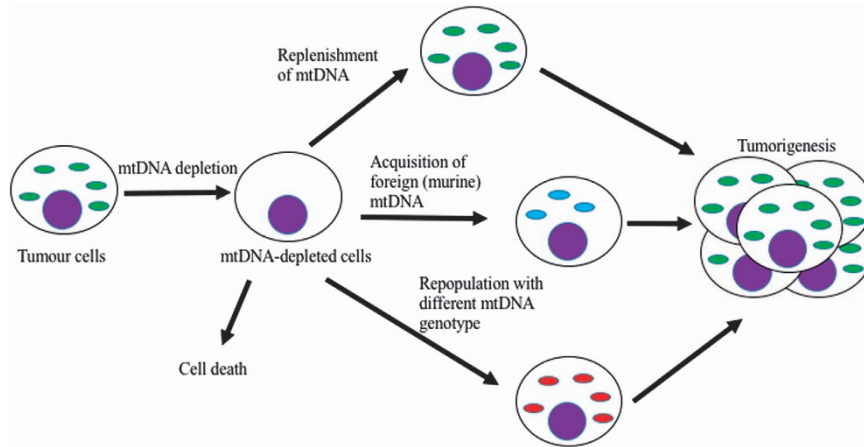 Replenishment
of mtDNA
Tumorigenesis
mtDNA depletion
Acquisition of
foreign (murine)
mtDNA
Tumour cells
mtDNA-depleted cells
Repopulation with
different mtDNA
genotype
Cell death